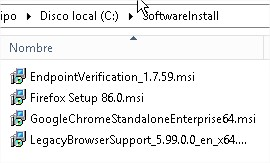 ipo ▸ Disco local (C:) ▸ SoftwareInstall
Nombre
EndpointVerification_1.7.59.msi
Firefox Setup 86.0.msi
GoogleChromeStandaloneEnterprise64.msi
LegacyBrowserSupport_5.99.0.0_en_x64....